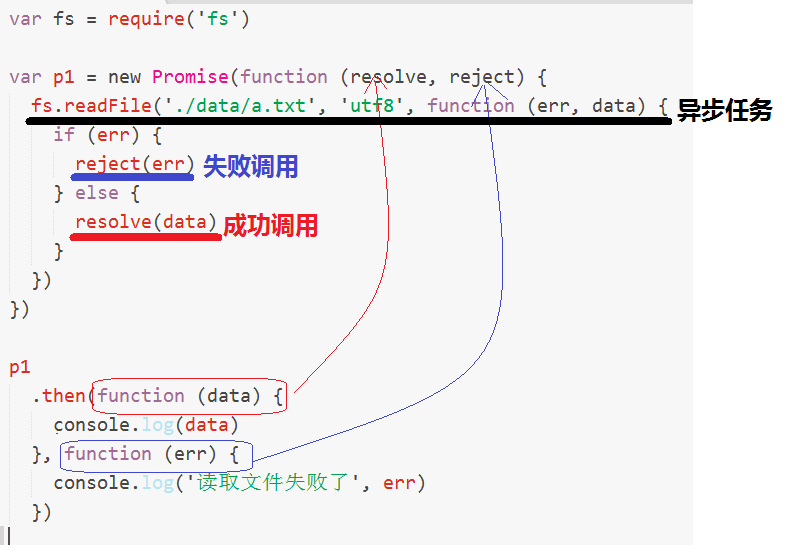 var fs = require('fs')
var p1 = new Promise(function (resolve, reject) {
fs.readFile('./data/a.txt', 'utf8', function (err, data) { 异步任务
if (err) {
reject(err) 失败调用
} else {
resolve(data) 成功调用
}
})
})
p1
.then(function (data) {
console.log(data)
}, function (err) {
console.log('读取文件失败了', err)
})